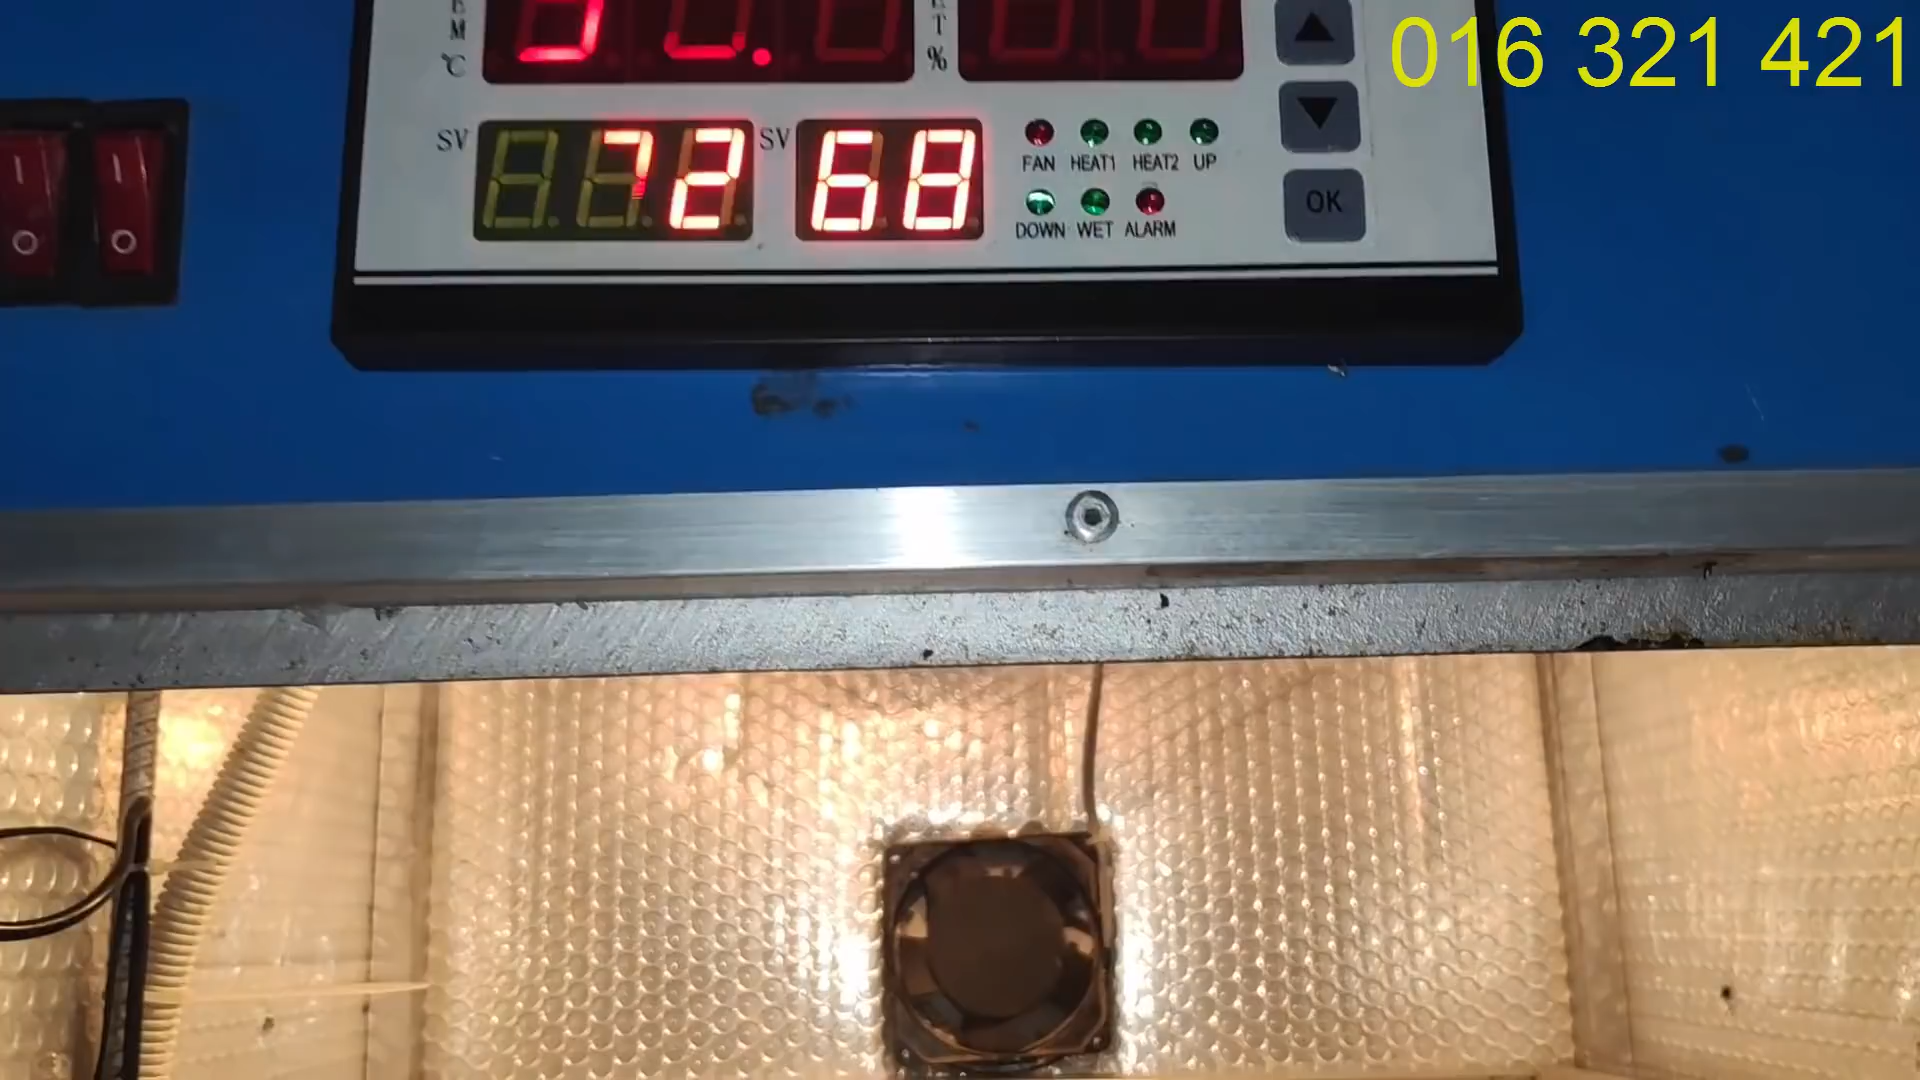 016 321 421
℃
%
SV 72 SV 68
FAN HEAT1 HEAT2 UP
DOWN WET ALARM
OK